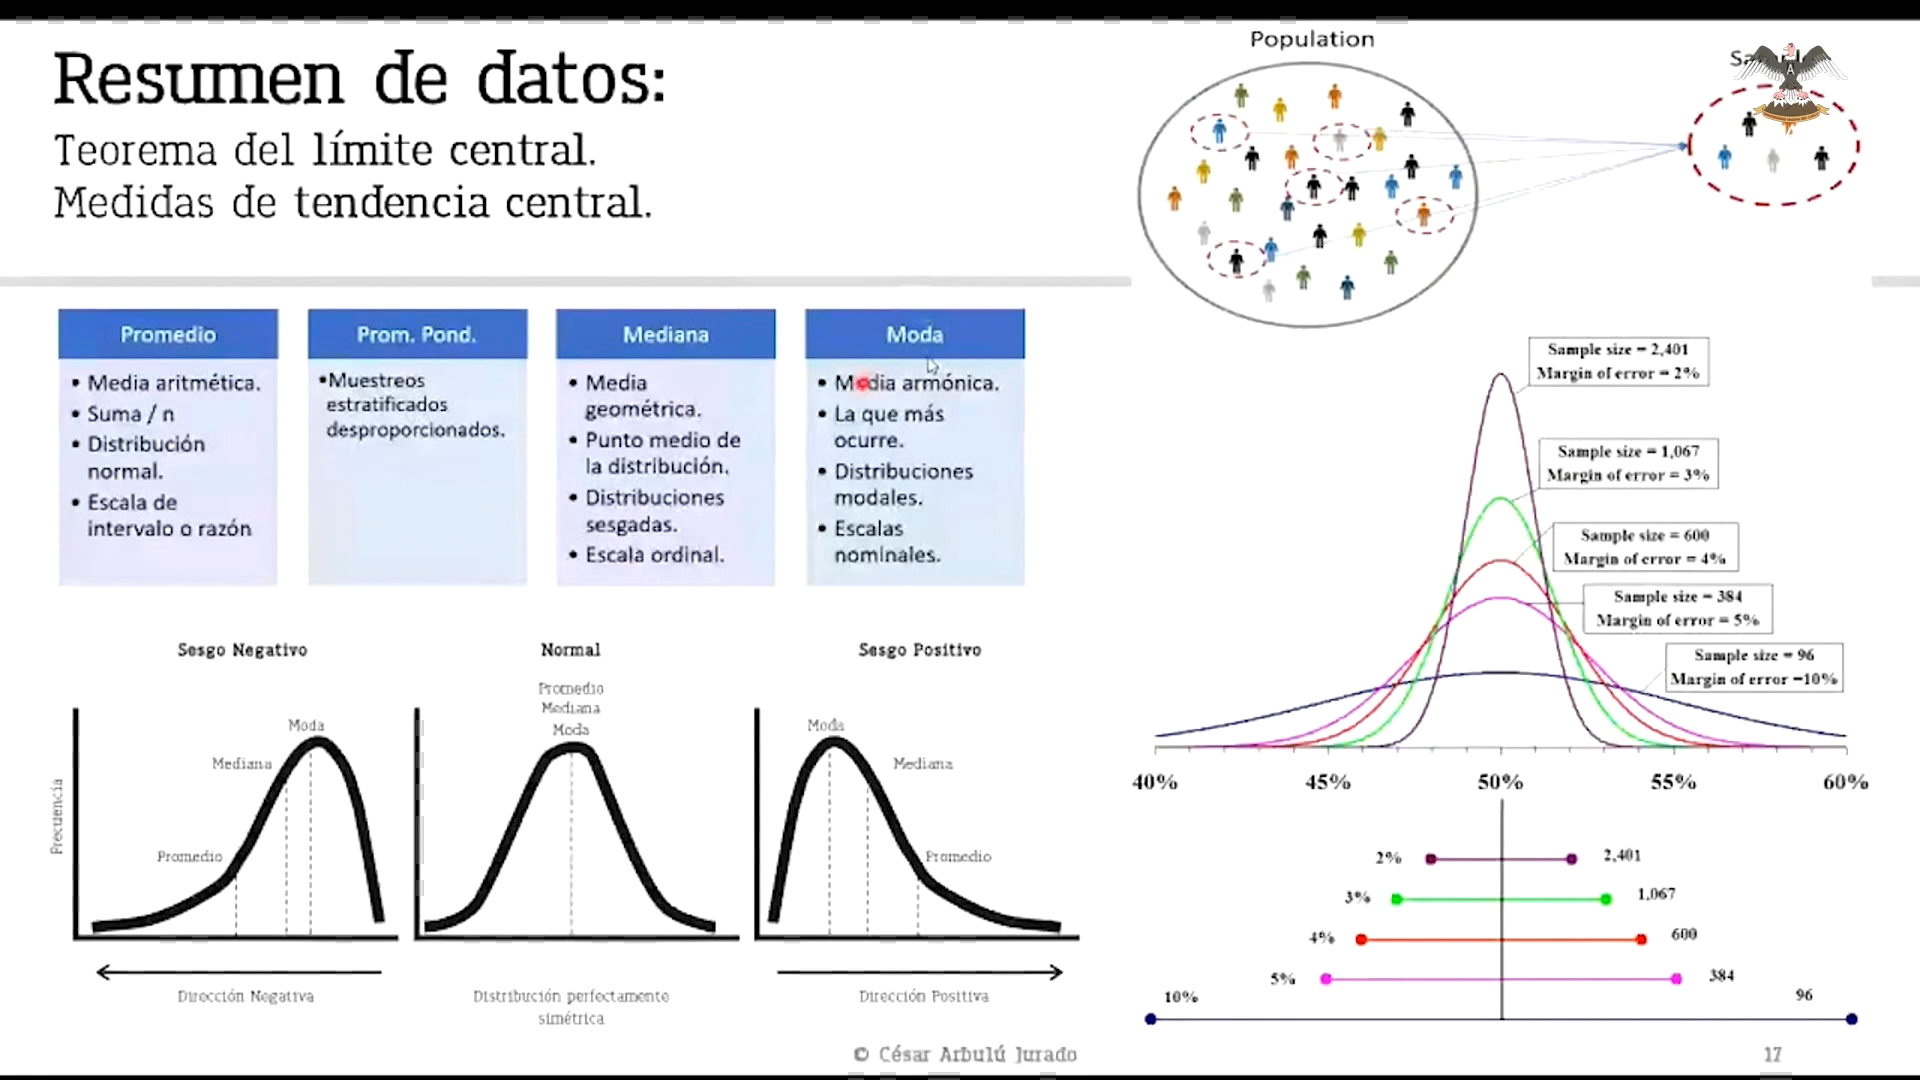 Resumen de datos:
Teorema del límite central.
Medidas de tendencia central.
Population
Promedio
• Media aritmética.
• Suma / n
• Distribución
normal.
• Escala de
intervalo o razón
Prom. Pond.
•Muestreos
estratificados
desproporcionados.
Mediana
• Media
geométrica.
• Punto medio de
la distribución.
• Distribuciones
sesgadas.
• Escala ordinal.
Moda
• Media armónica.
• La que más
ocurre.
• Distribuciones
modales.
• Escalas
nominales.
Sesgo Negativo
Frecuencia
Moda
Mediana
Promedio
Dirección Negativa
Normal
Promedio
Mediana
Moda
Distribución perfectamente
simétrica
Sesgo Positivo
Moda
Mediana
Promedio
Dirección Positiva
Sample size = 2,401
Margin of error = 2%
Sample size = 1,067
Margin of error = 3%
Sample size = 600
Margin of error = 4%
Sample size = 384
Margin of error = 5%
Sample size = 96
Margin of error =10%
40% 45% 50% 55% 60%
2% 2,401
3% 1,067
4% 600
5% 384
10% 96
© César Arbulú Jurado
17